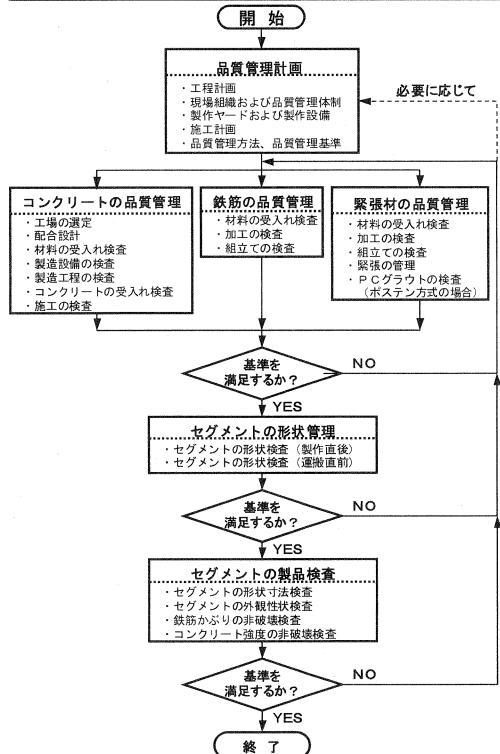 開 始
品質管理計画
・工程計画
・現場組織および品質管理体制
・製作ヤードおよび製作設備
・施工計画
・品質管理方法、品質管理基準
必要に応じて
コンクリートの品質管理
・工場の選定
・配合設計
・材料の受入れ検査
・製造設備の検査
・製造工程の検査
・コンクリートの受入れ検査
・施工の検査
鉄筋の品質管理
・材料の受入れ検査
・加工の検査
・組立ての検査
緊張材の品質管理
・材料の受入れ検査
・加工の検査
・組立ての検査
・緊張の管理
・PCグラウトの検査
（ポステン方式の場合）
基準を
満足するか？
NO
YES
セグメントの形状管理
・セグメントの形状検査（製作直後）
・セグメントの形状検査（運搬直前）
基準を
満足するか？
NO
YES
セグメントの製品検査
・セグメントの形状寸法検査
・セグメントの外観性状検査
・鉄筋かぶりの非破壊検査
・コンクリート強度の非破壊検査
基準を
満足するか？
NO
YES
終 了